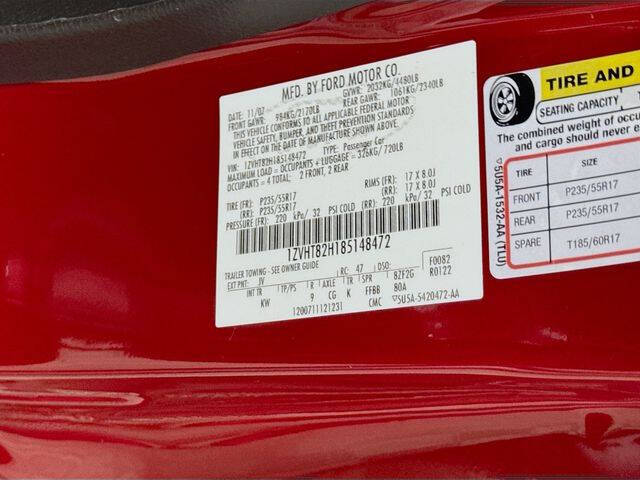 MFD. BY FORD MOTOR CO.
DATE: 11/07 GVWR: 2032KG/4480LB
FRONT GAWR: 984KG/2170LB REAR GAWR: 1061KG/2340LB
THIS VEHICLE CONFORMS TO ALL APPLICABLE FEDERAL MOTOR
VEHICLE SAFETY, BUMPER, AND THEFT PREVENTION STANDARDS IN EFFECT ON THE
DATE OF MANUFACTURE SHOWN ABOVE.
VIN: 1ZVHT82H185148472 TYPE: Passenger Car
MAXIMUM LOAD = OCCUPANTS + LUGGAGE = 326KG/720LB
OCCUPANTS = 4 TOTAL: 2 FRONT, 2 REAR
TIRE (FR): P235/55R17 RIMS (FR): 17 X 8.0J
TIRE (RR): P235/55R17 RIMS (RR): 17 X 8.0J
PRESSURE (FR): 220 kPa/ 32 PSI COLD (RR): 220 kPa/ 32 PSI COLD
1ZVHT82H185148472
TRAILER TOWING - SEE OWNER GUIDE
F0082
EXT PNT: JV RC: 47 DSO: R0122
INT TR TP/PS R AXLE TR SPR BZF2G
KW 9 CG K FFBB 80A
12007111 21231 CMC ▽5U5A-5420472-AA
TIRE AND
SEATING CAPACITY
The combined weight of occu
and cargo should never
TIRE SIZE
FRONT P235/55R17
REAR P235/55R17
SPARE T185/60R17
▽5U5A-1532-AA (TLU)